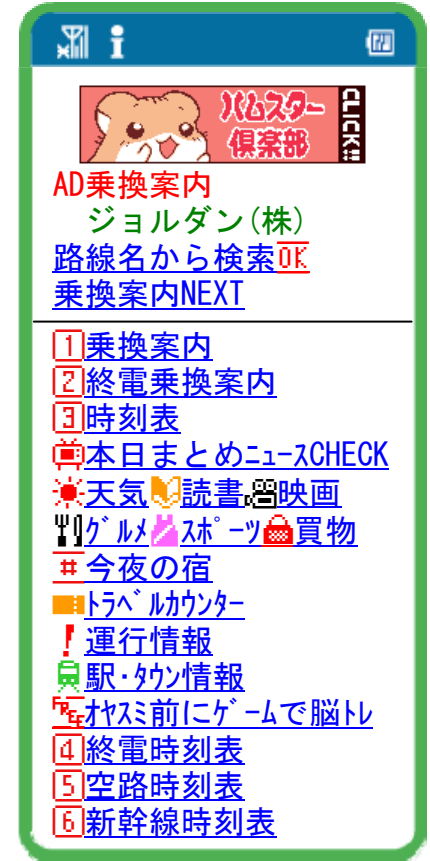 ハムスター
倶楽部
CLICK!!
AD乗換案内
ジョルダン(株)
路線名から検索OK
乗換案内NEXT
1乗換案内
2終電乗換案内
3時刻表
本日まとめﾆｭｰｽCHECK
天気 読書 映画
ｸﾞﾙﾒ ｽﾎﾟｰﾂ 買物
#今夜の宿
ﾄﾗﾍﾞﾙｶｳﾝﾀｰ
!運行情報
駅･ﾀｳﾝ情報
FREEｵﾔｽﾐ前にｹﾞｰﾑで脳ﾄﾚ
4終電時刻表
5空路時刻表
6新幹線時刻表